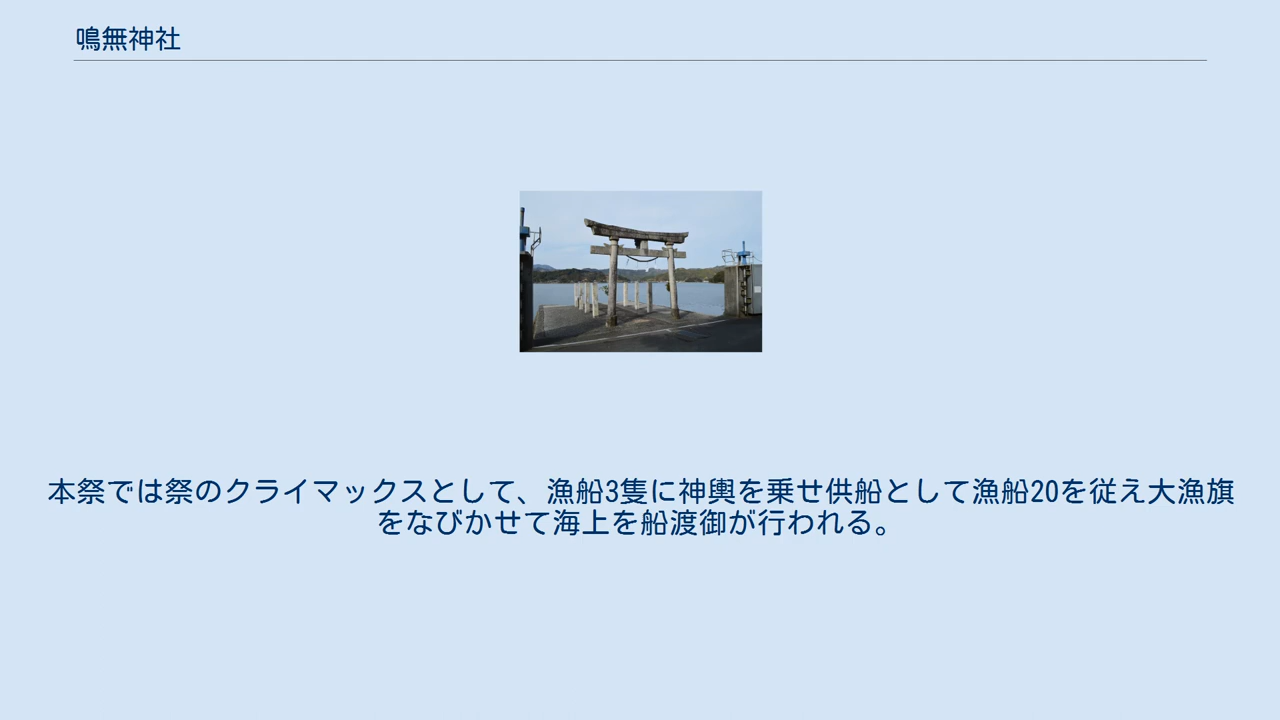 鳴無神社
本祭では祭のクライマックスとして、漁船3隻に神輿を乗せ供船として漁船20を従え大漁旗
をなびかせて海上を船渡御が行われる。